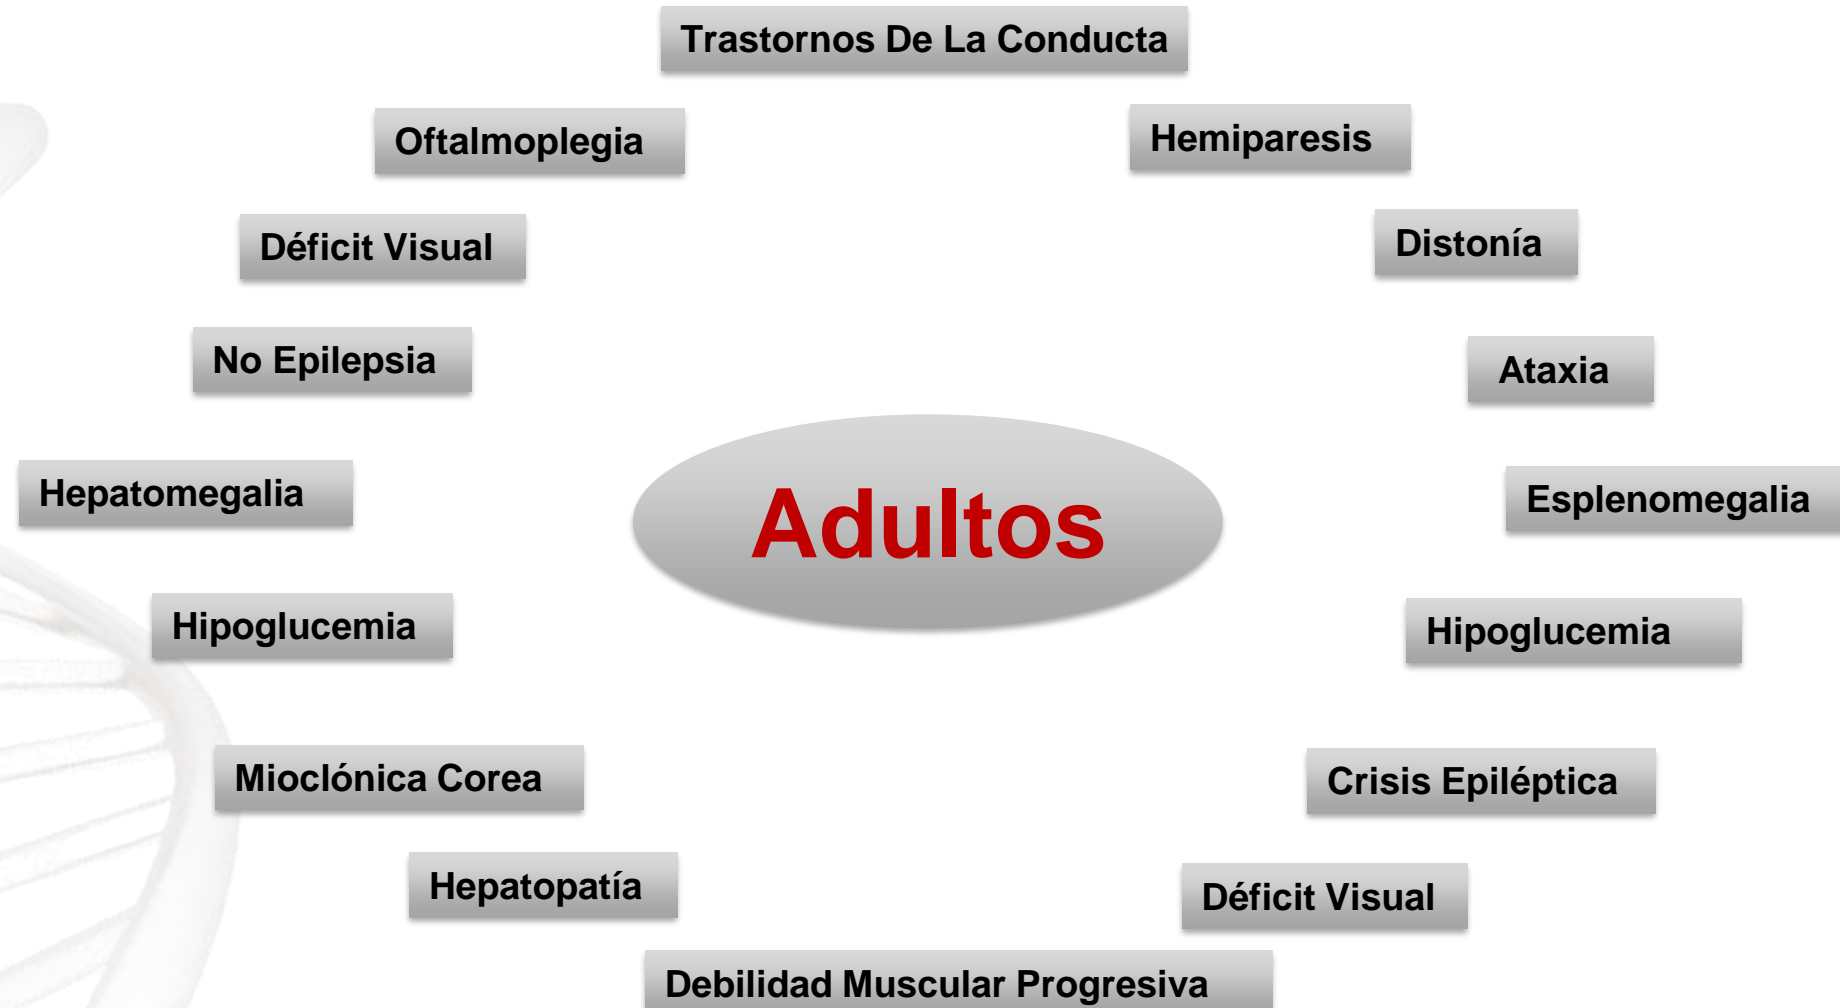 Trastornos De La Conducta
Oftalmoplegia
Hemiparesis
Déficit Visual
Distonía
No Epilepsia
Ataxia
Hepatomegalia
Adultos
Esplenomegalia
Hipoglucemia
Hipoglucemia
Mioclónica Corea
Crisis Epiléptica
Hepatopatía
Déficit Visual
Debilidad Muscular Progresiva